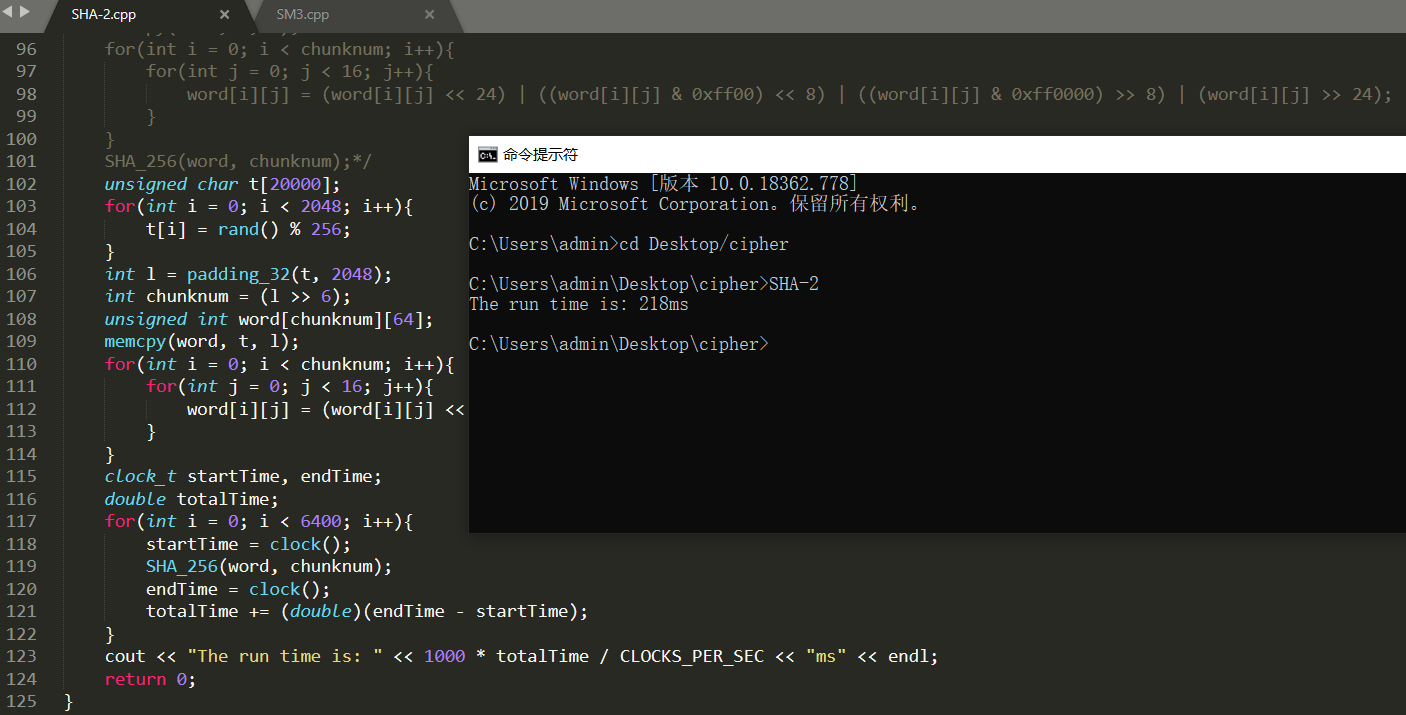 SHA-2.cpp
SM3.cpp
96 for(int i = 0; i < chunknum; i++){
97 for(int j = 0; j < 16; j++){
98 word[i][j] = (word[i][j] << 24) | ((word[i][j] & 0xff00) << 8) | ((word[i][j] & 0xff0000) >> 8) | (word[i][j] >> 24);
99 }
100 }
101 SHA_256(word, chunknum);*/
102 unsigned char t[20000];
103 for(int i = 0; i < 2048; i++){
104 t[i] = rand() % 256;
105 }
106 int l = padding_32(t, 2048);
107 int chunknum = (l >> 6);
108 unsigned int word[chunknum][64];
109 memcpy(word, t, l);
110 for(int i = 0; i < chunknum; i++){
111 for(int j = 0; j < 16; j++){
112 word[i][j] = (word[i][j] <<
113 }
114 }
115 clock_t startTime, endTime;
116 double totalTime;
117 for(int i = 0; i < 6400; i++){
118 startTime = clock();
119 SHA_256(word, chunknum);
120 endTime = clock();
121 totalTime += (double)(endTime - startTime);
122 }
123 cout << "The run time is: " << 1000 * totalTime / CLOCKS_PER_SEC << "ms" << endl;
124 return 0;
125 }
命令提示符
Microsoft Windows [版本 10.0.18362.778]
(c) 2019 Microsoft Corporation。保留所有权利。
C:\Users\admin>cd Desktop/cipher
C:\Users\admin\Desktop\cipher>SHA-2
The run time is: 218ms
C:\Users\admin\Desktop\cipher>